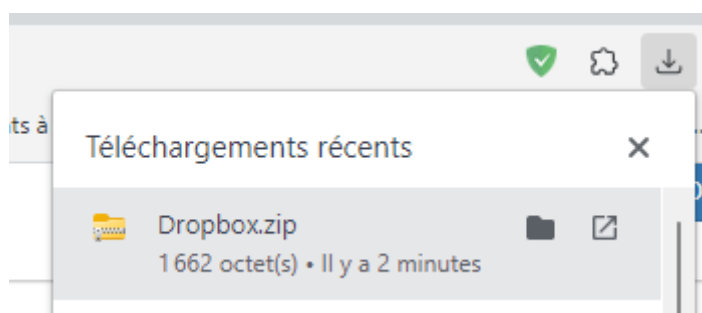 ts à
Téléchargements récents
Dropbox.zip
1 662 octet(s) • Il y a 2 minutes